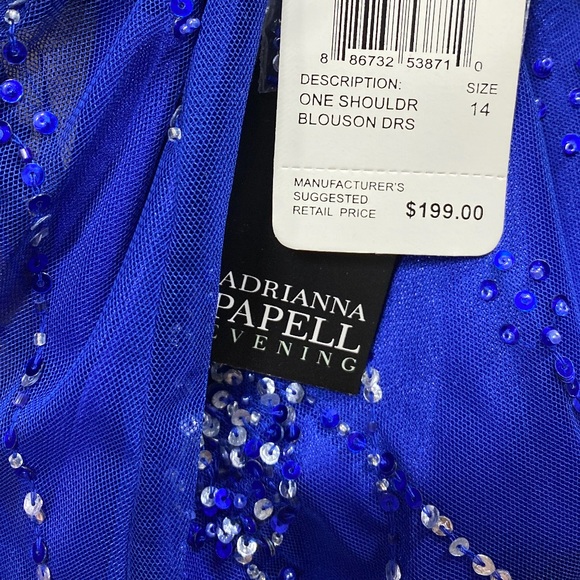 8 86732 53871 0
DESCRIPTION: SIZE
ONE SHOULDR 14
BLOUSON DRS
MANUFACTURER'S
SUGGESTED
RETAIL PRICE $199.00
ADRIANNA
PAPELL
EVENING